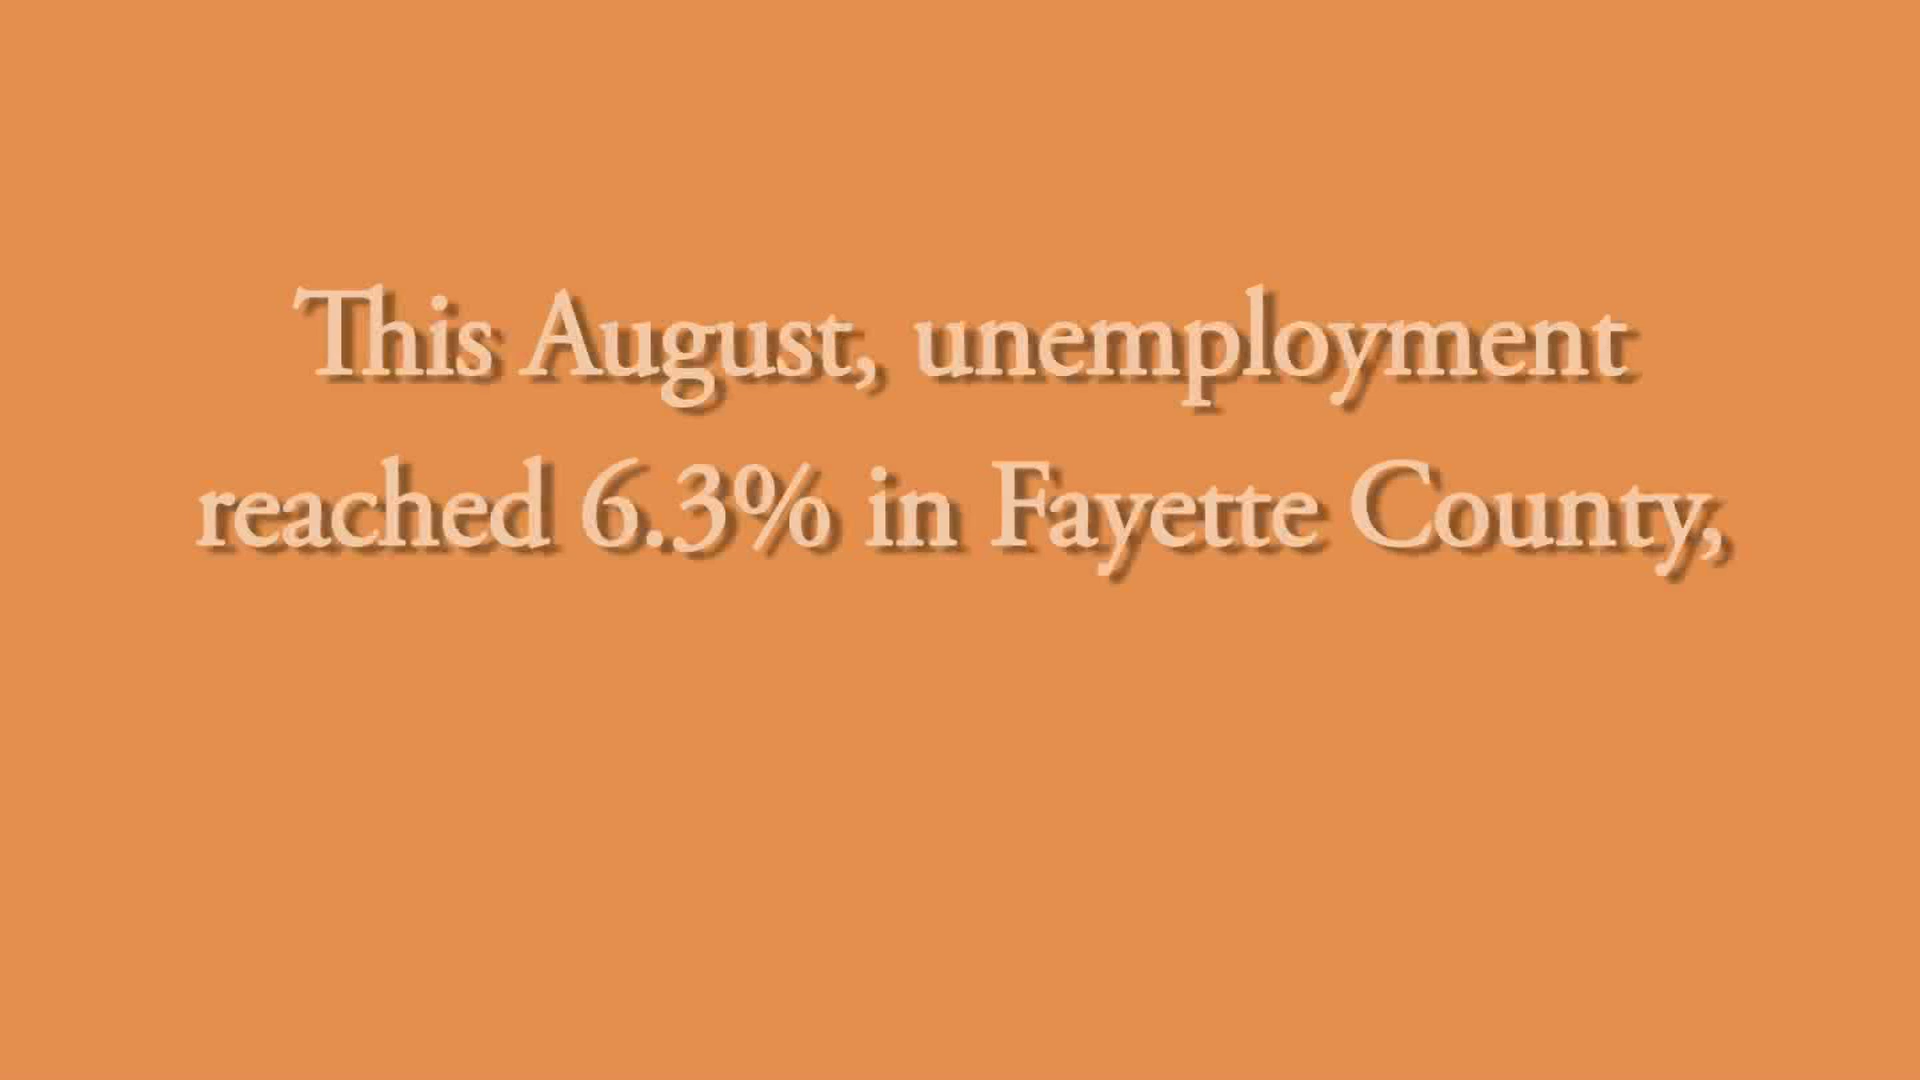 This August, unemployment
reached 6.3% in Fayette County,